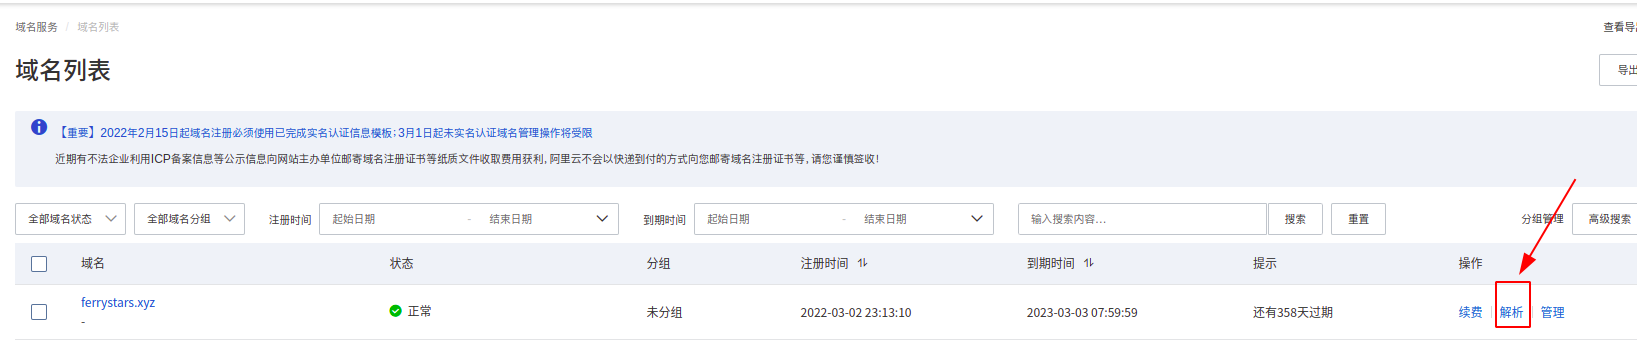 域名服务 / 域名列表
查看导出
域名列表
导出
【重要】2022年2月15日起域名注册必须使用已完成实名认证信息模板；3月1日起未实名认证域名管理操作将受限
近期有不法企业利用ICP备案信息等公示信息向网站主办单位邮寄域名注册证书等纸质文件收取费用获利，阿里云不会以快递到付的方式向您邮寄域名注册证书等，请您谨慎签收！
全部域名状态 全部域名分组 注册时间 起始日期 - 结束日期 到期时间 起始日期 - 结束日期 输入搜索内容... 搜索 重置 分组管理 高级搜索
域名 状态 分组 注册时间 到期时间 提示 操作
ferrystars.xyz 正常 未分组 2022-03-02 23:13:10 2023-03-03 07:59:59 还有358天过期 续费 解析 管理
-